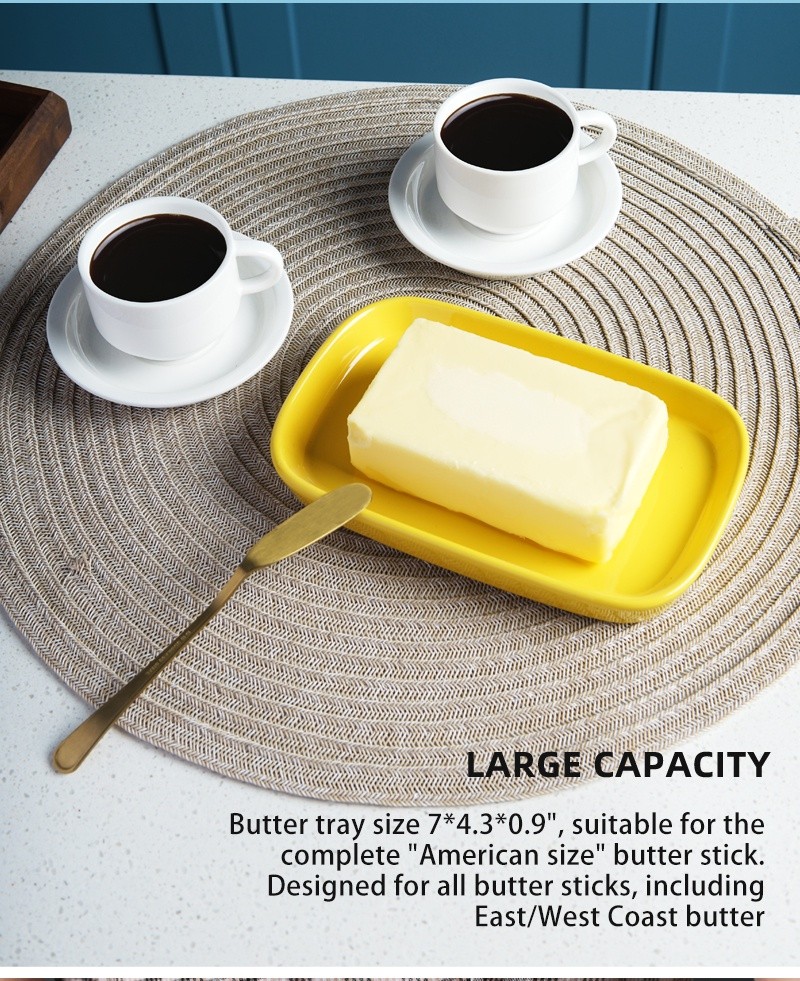 LARGE CAPACITY
Butter tray size 7*4.3*0.9", suitable for the
complete "American size" butter stick.
Designed for all butter sticks, including
East/West Coast butter